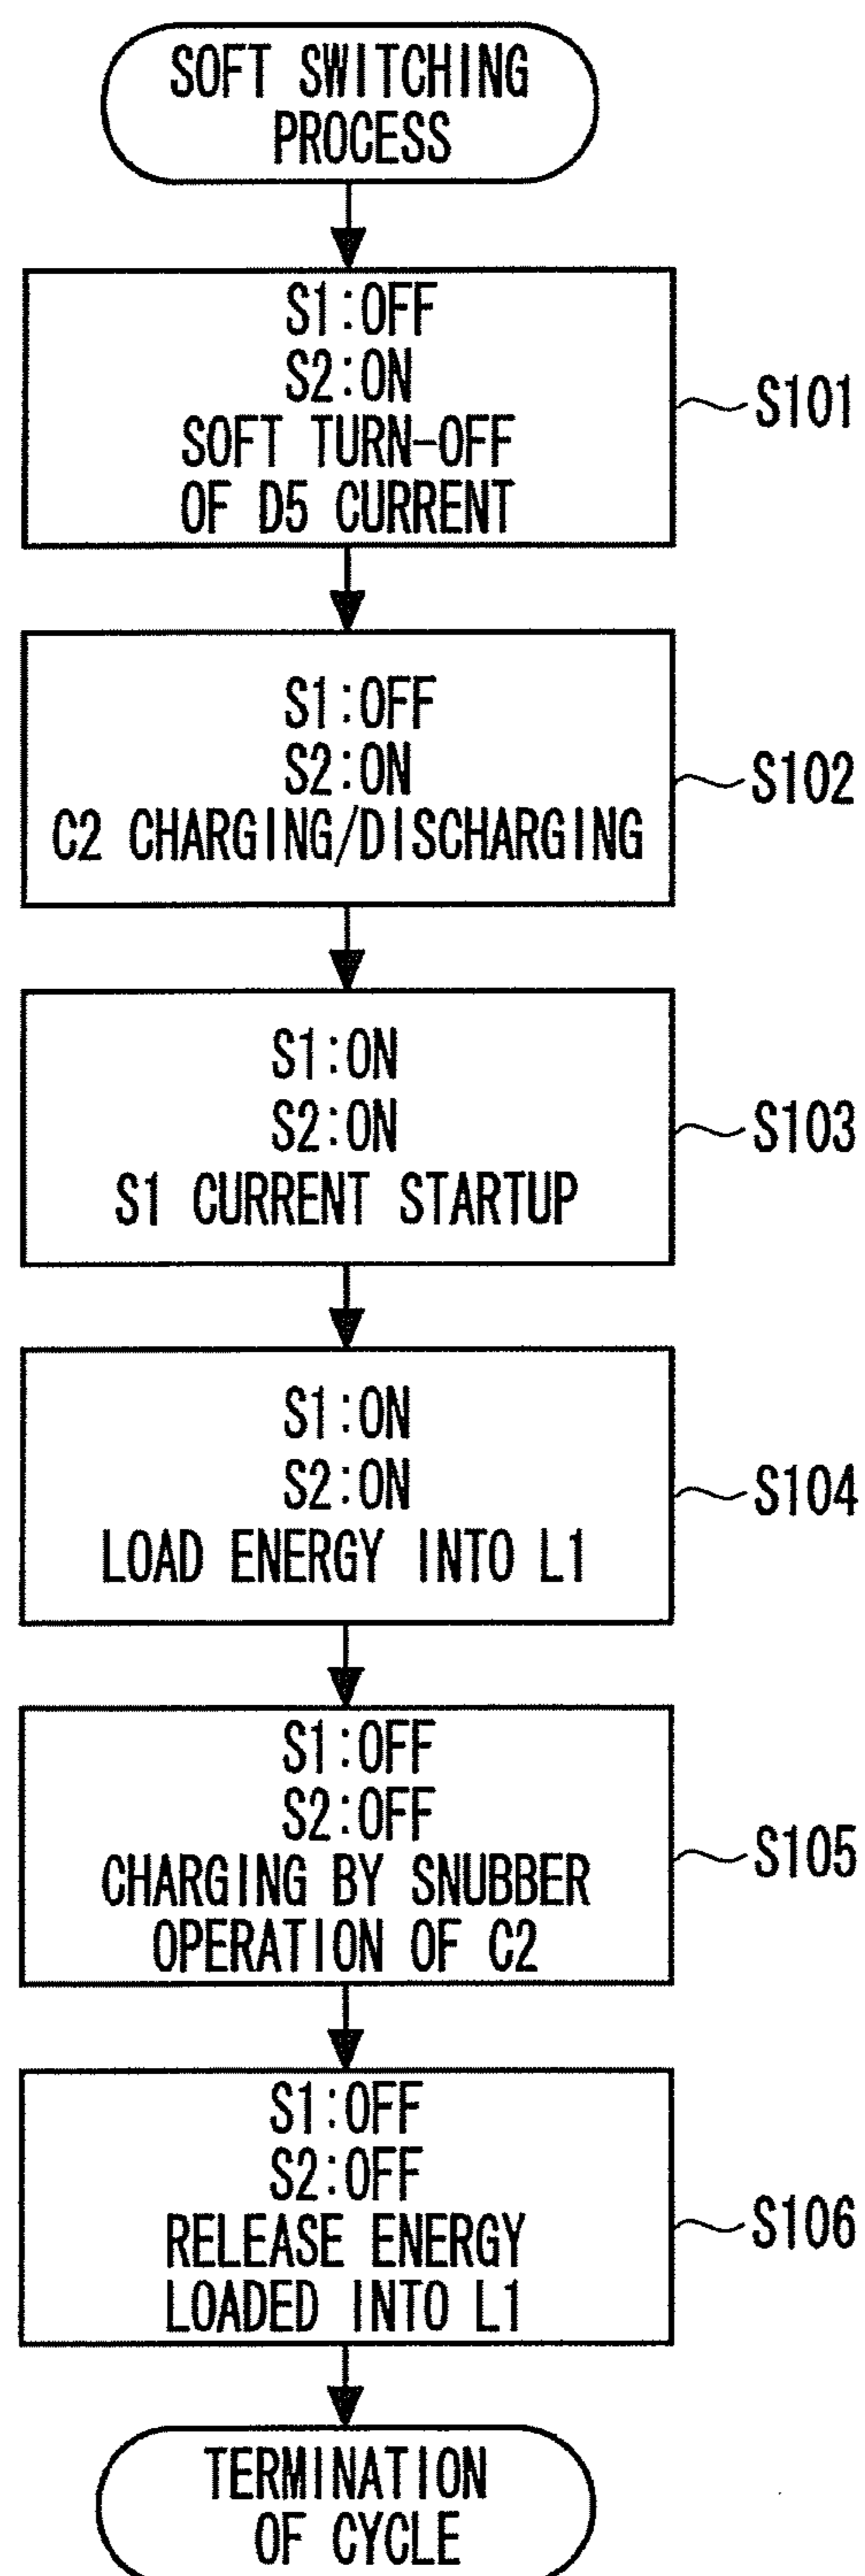 SOFT SWITCHING
PROCESS
S1:OFF
S2:ON
SOFT TURN-OFF
OF D5 CURRENT
S101
S1:OFF
S2:ON
C2 CHARGING/DISCHARGING
S102
S1:ON
S2:ON
S1 CURRENT STARTUP
S103
S1:ON
S2:ON
LOAD ENERGY INTO L1
S104
S1:OFF
S2:OFF
CHARGING BY SNUBBER
OPERATION OF C2
S105
S1:OFF
S2:OFF
RELEASE ENERGY
LOADED INTO L1
S106
TERMINATION
OF CYCLE